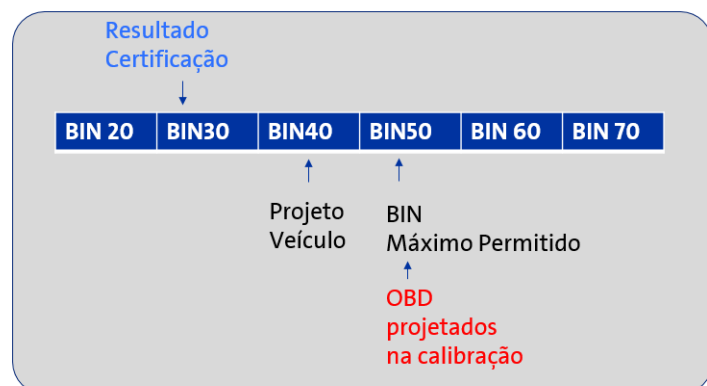 Resultado
Certificação
BIN 20 BIN30 BIN40 BIN50 BIN 60 BIN 70
Projeto
Veículo
BIN
Máximo Permitido
OBD
projetados
na calibração